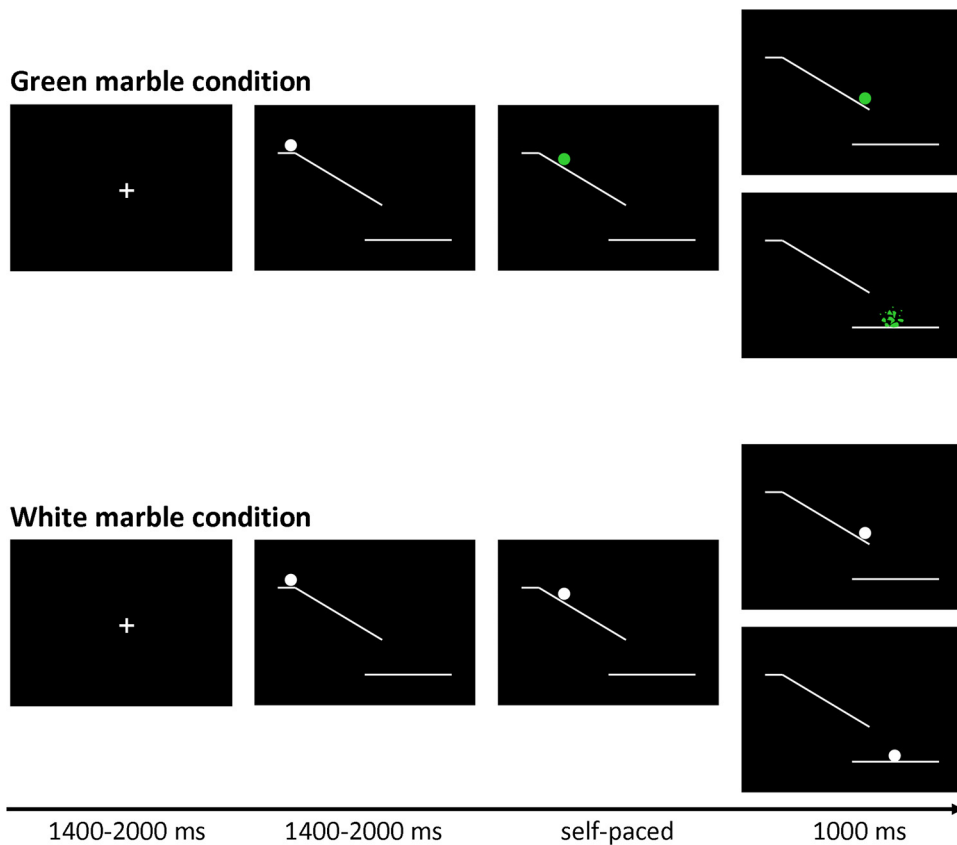 Green marble condition
White marble condition
1400-2000 ms 1400-2000 ms self-paced 1000 ms